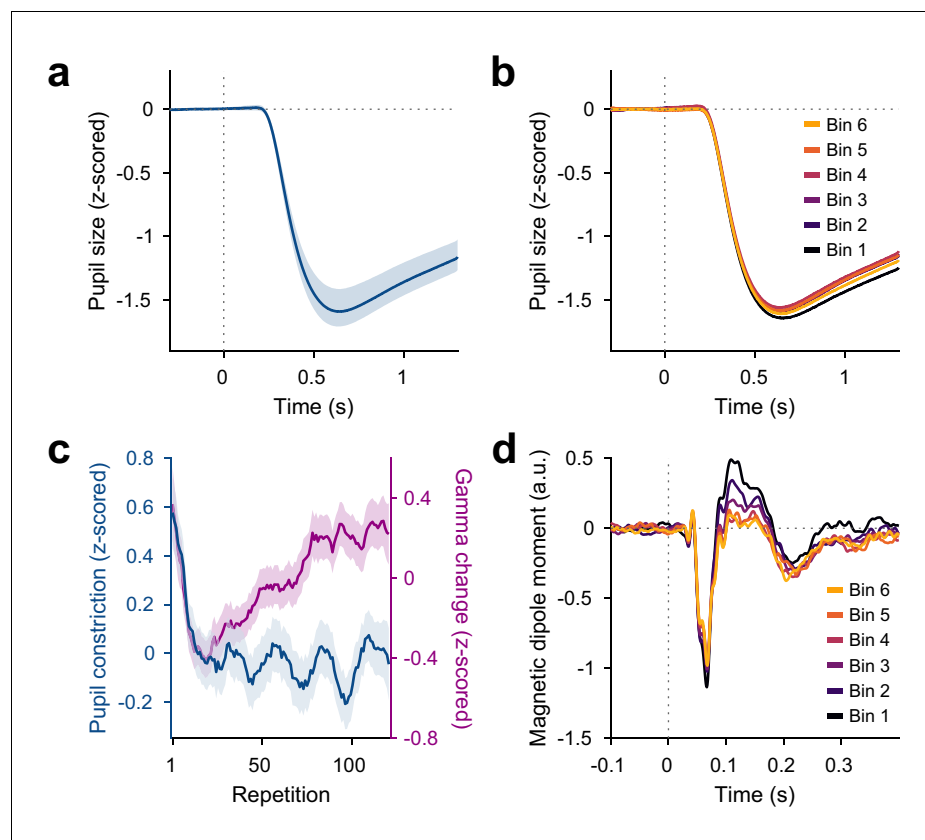 a
Pupil size (z-scored)
0
-0.5
-1
-1.5
0
0.5
1
Time (s)
b
Pupil size (z-scored)
0
-0.5
-1
-1.5
Bin 6
Bin 5
Bin 4
Bin 3
Bin 2
Bin 1
0
0.5
1
Time (s)
c
Pupil constriction (z-scored)
0.8
0.6
0.4
0.2
0
-0.2
Gamma change (z-scored)
0.4
0
-0.4
-0.8
1
50
100
Repetition
d
Magnetic dipole moment (a.u.)
0.5
0
-0.5
-1
-1.5
Bin 6
Bin 5
Bin 4
Bin 3
Bin 2
Bin 1
-0.1
0
0.1
0.2
0.3
Time (s)